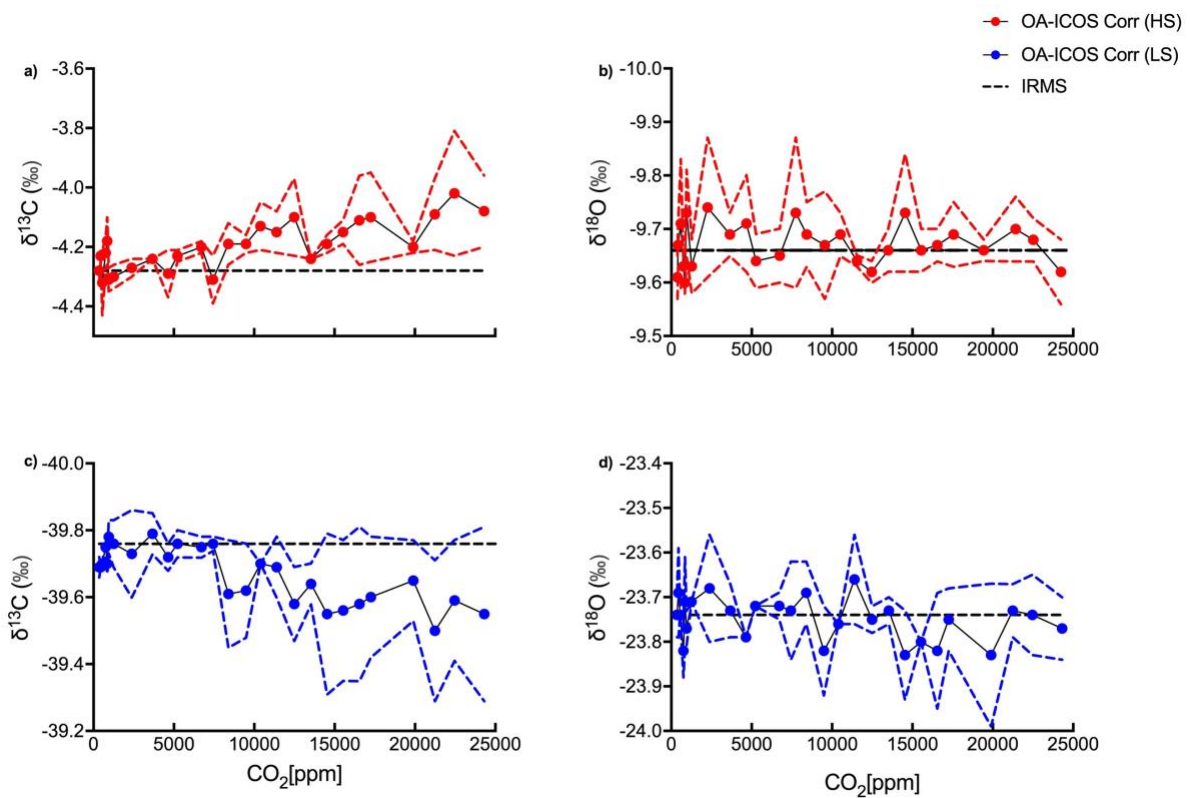 OA-ICOS Corr (HS)
OA-ICOS Corr (LS)
IRMS
a)
-3.6
-3.8
-4.0
-4.2
-4.4
δ13C (‰)
b)
-10.0
-9.9
-9.8
-9.7
-9.6
-9.5
δ18O (‰)
0 5000 10000 15000 20000 25000
c)
-40.0
-39.8
-39.6
-39.4
-39.2
δ13C (‰)
0 5000 10000 15000 20000 25000
CO2[ppm]
d)
-23.4
-23.5
-23.6
-23.7
-23.8
-23.9
-24.0
δ18O (‰)
0 5000 10000 15000 20000 25000
CO2[ppm]